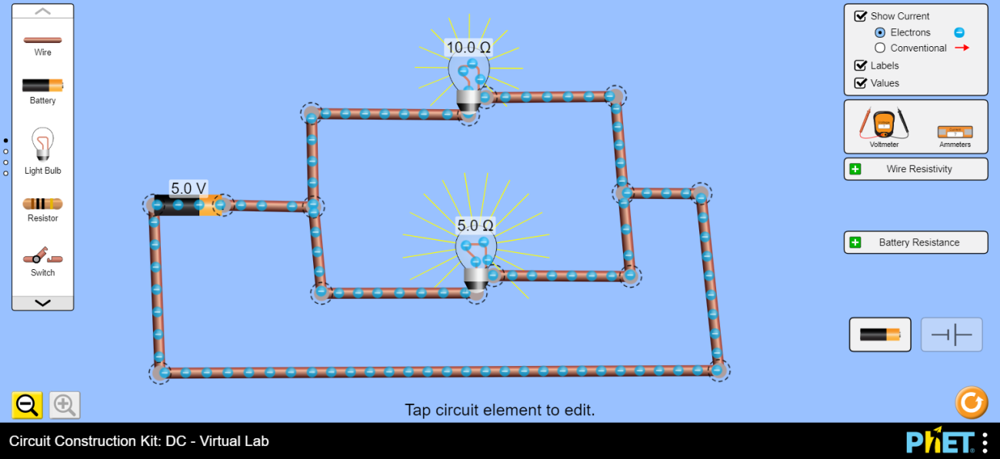 Wire
Battery
Light Bulb
Resistor
Switch
10.0 Ω
5.0 V
5.0 Ω
Tap circuit element to edit.
Show Current
Electrons
Conventional
Labels
Values
Voltmeter
Ammeters
Wire Resistivity
Battery Resistance
Circuit Construction Kit: DC - Virtual Lab
PhET